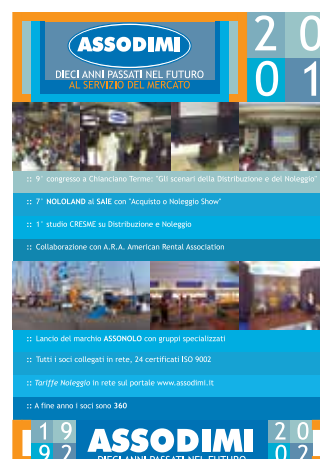 ASSODIMI
DIECI ANNI PASSATI NEL FUTURO
AL SERVIZIO DEL MERCATO
2 0
0 1
:: 9° congresso a Chianciano Terme: "Gli scenari della Distribuzione e del Noleggio"
:: 7° NOLOLAND al SAIE con "Acquisto o Noleggio Show"
:: 1° studio CRESME su Distribuzione e Noleggio
:: Collaborazione con A.R.A. American Rental Association
:: Lancio del marchio ASSONOLO con gruppi specializzati
:: Tutti i soci collegati in rete, 24 certificati ISO 9002
:: Tariffe Noleggio in rete sul portale www.assodimi.it
:: A fine anno i soci sono 360
19
92
ASSODIMI
DIECI ANNI PASSATI NEL FUTURO
20
02